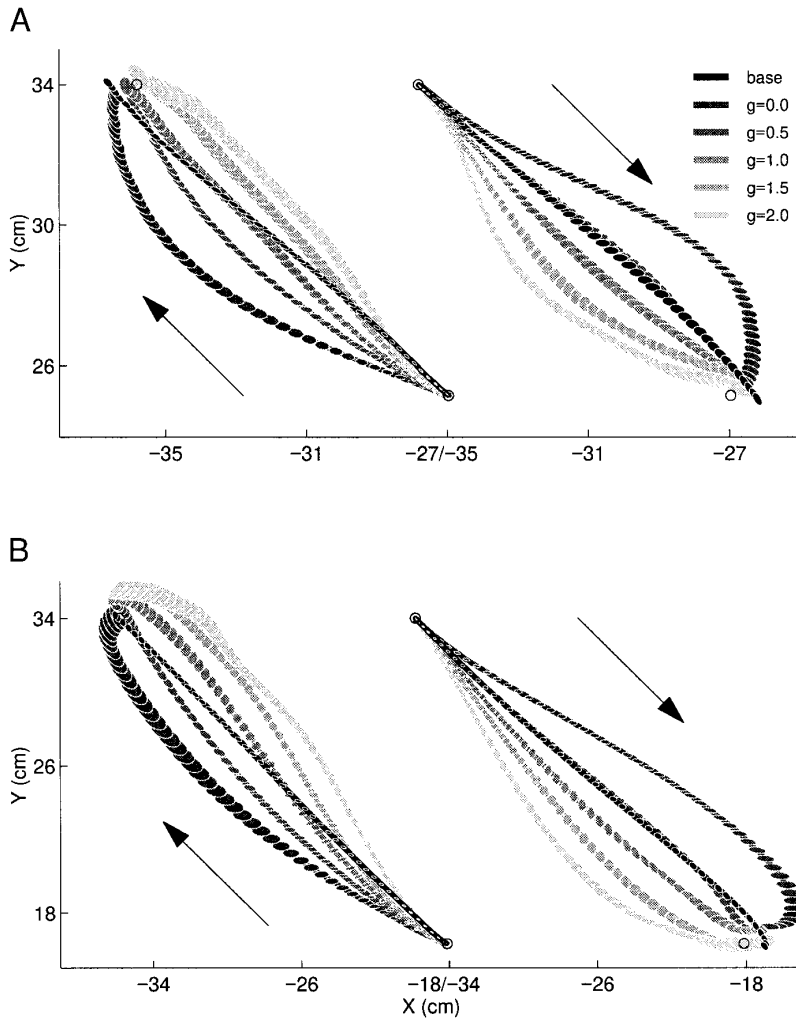 A
34
30
26
Y (cm)
−35
−31
−27/−35
−31
−27
base
g=0.0
g=0.5
g=1.0
g=1.5
g=2.0
B
34
26
18
Y (cm)
−34
−26
−18/−34
−26
−18
X (cm)